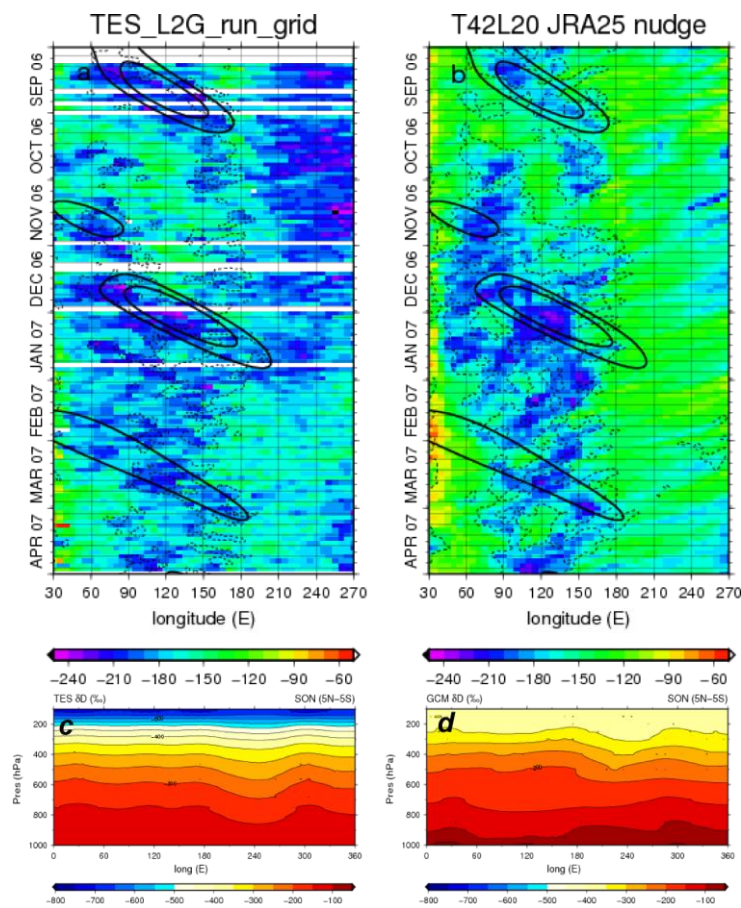 TES_L2G_run_grid T42L20 JRA25 nudge
a b
SEP 06 SEP 06
OCT 06 OCT 06
NOV 06 NOV 06
DEC 06 DEC 06
JAN 07 JAN 07
FEB 07 FEB 07
MAR 07 MAR 07
APR 07 APR 07
30 60 90 120 150 180 210 240 270 30 60 90 120 150 180 210 240 270
longitude (E) longitude (E)
−240 −210 −180 −150 −120 −90 −60 −240 −210 −180 −150 −120 −90 −60
TES δD (‰) SON (5N−5S) GCM δD (‰) SON (5N−5S)
c d
200 200
400 400
600 600
800 800
1000 1000
Pres (hPa) Pres (hPa)
0 60 120 180 240 300 360 0 60 120 180 240 300 360
long (E) long (E)
−800 −700 −600 −500 −400 −300 −200 −100 −800 −700 −600 −500 −400 −300 −200 −100